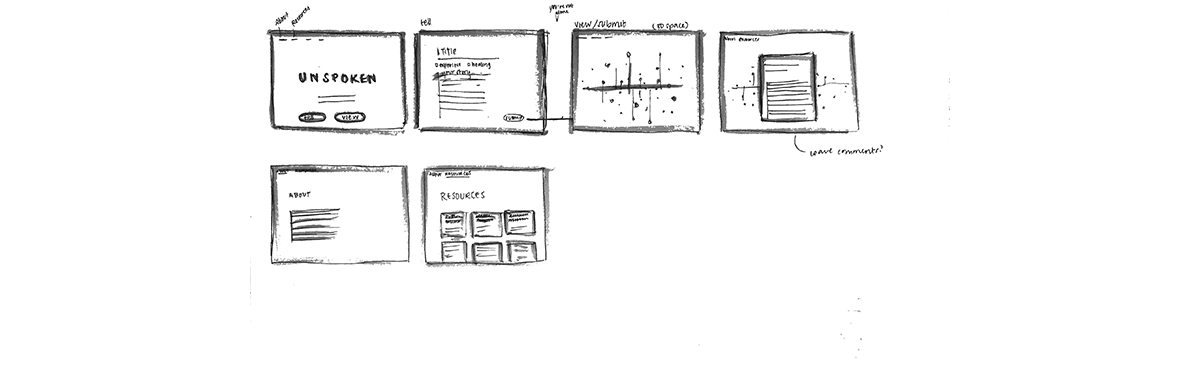 About
Resources
tell
view/submit (3D space)
UNSPOKEN
tell view
Title
experience healing
your story
submit
About Resources
leave comments?
ABOUT
About Resources
RESOURCES